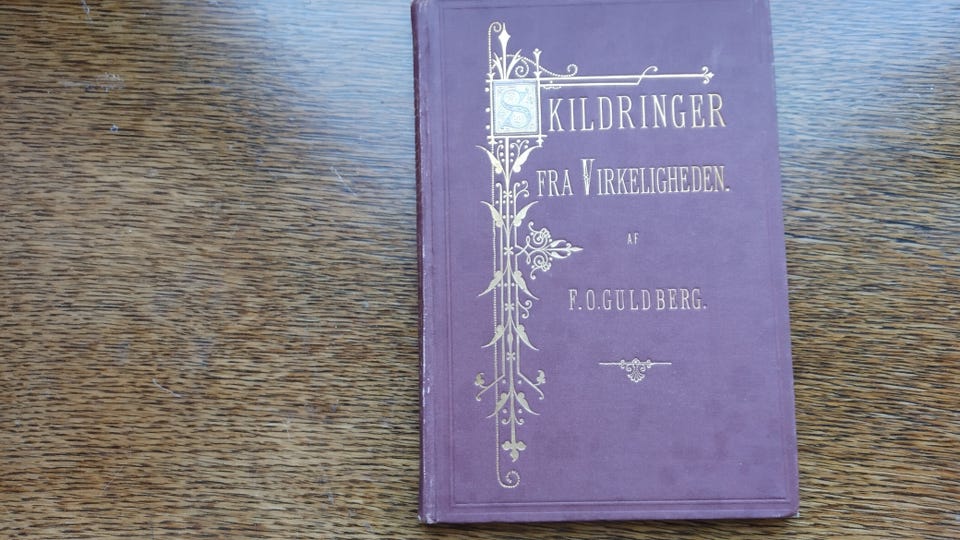 SKILDRINGER
FRA VIRKELIGHEDEN.
AF
F. O. GULDBERG.